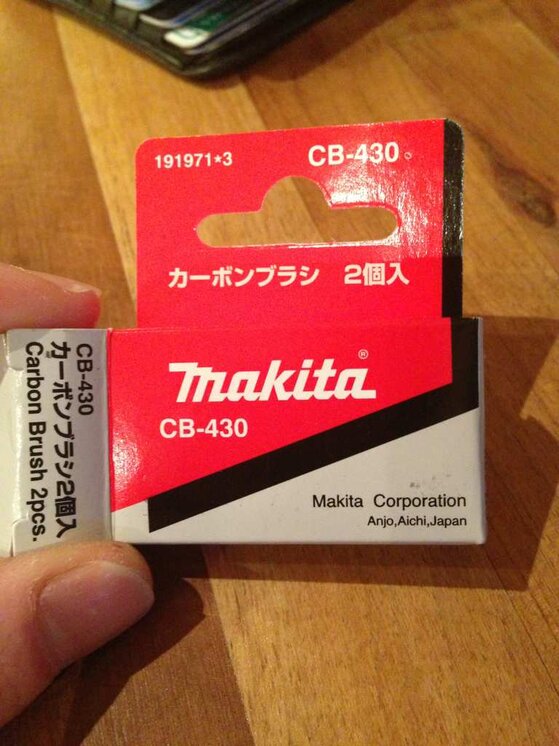 191971★3 CB-430
カーボンブラシ 2個入
makita®
CB-430
Makita Corporation
Anjo,Aichi,Japan
CB-430
カーボンブラシ2個入
Carbon Brush 2pcs.